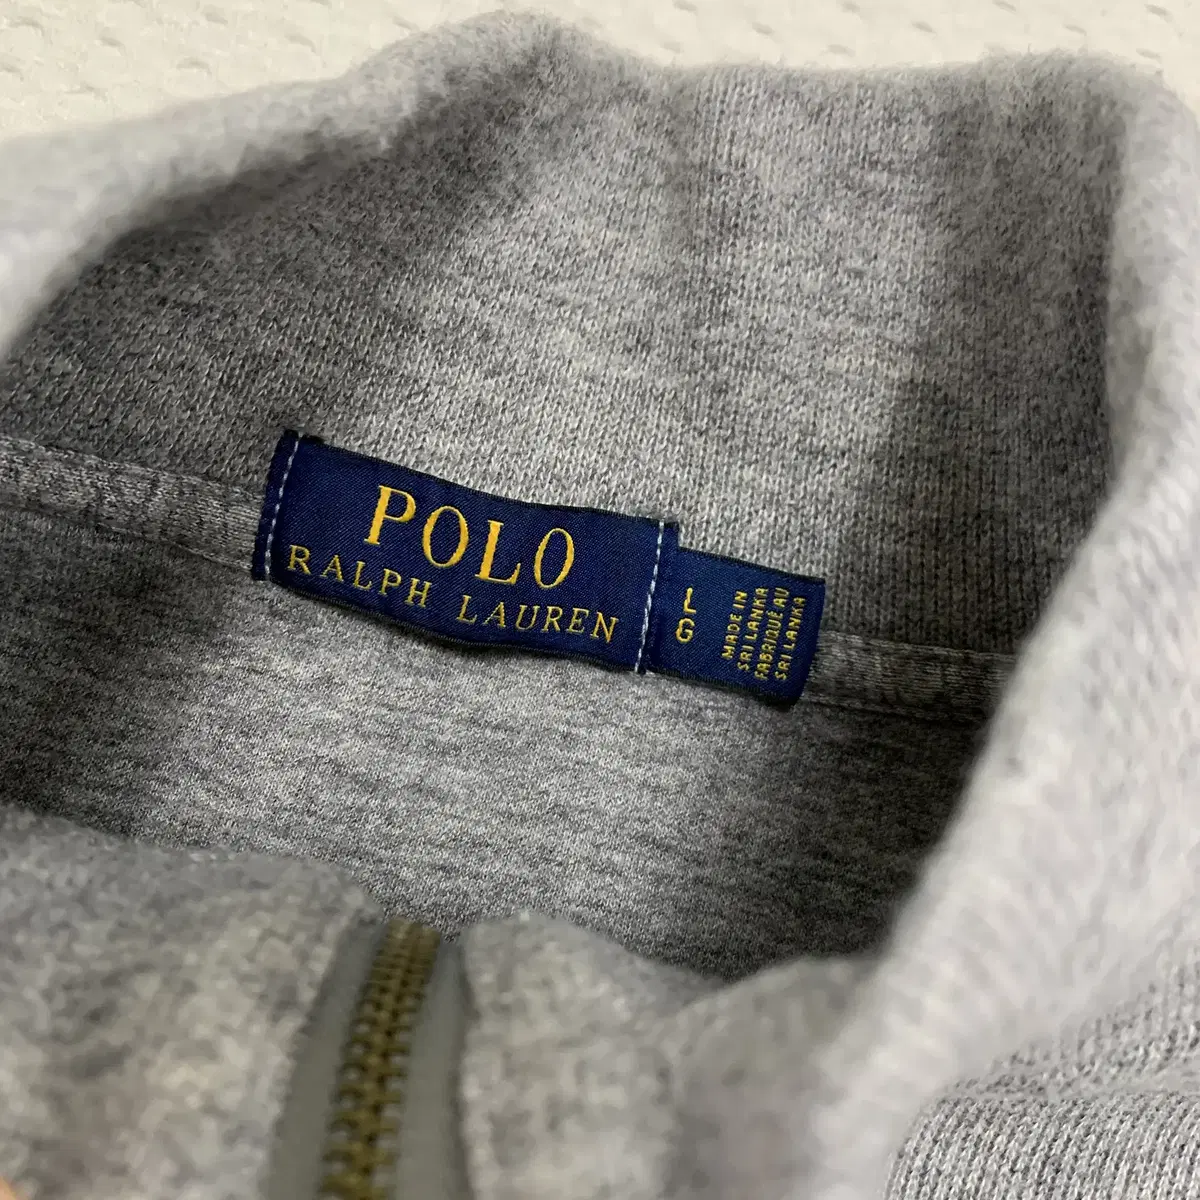 POLO
RALPH LAUREN
L
G
MADE IN
SRI LANKA
FABRIQUÉ AU
SRI LANKA